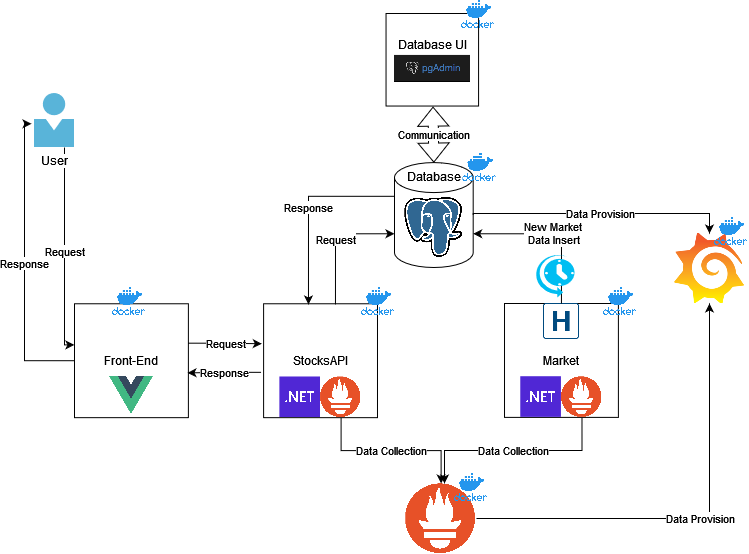 docker
Database UI
pgAdmin
Communication
User
Database
docker
Response
Request
Data Provision
New Market
Data Insert
docker
Request
Response
docker
docker
docker
H
Front-End
Request
StocksAPI
Market
Response
.NET
.NET
Data Collection
Data Collection
docker
Data Provision